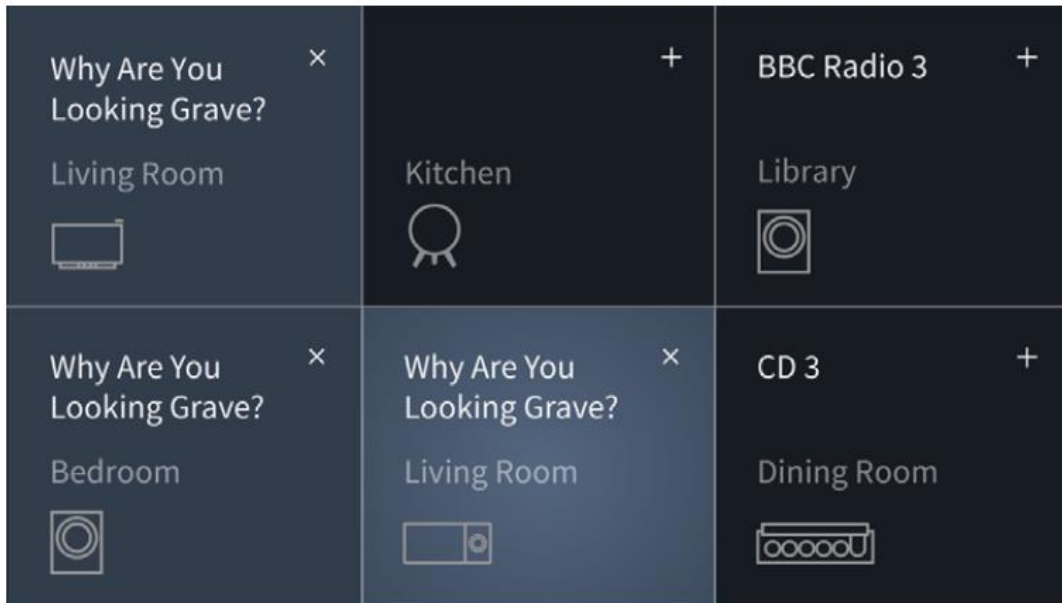 Why Are You
Looking Grave?
×
Living Room
+
Kitchen
BBC Radio 3
+
Library
Why Are You
Looking Grave?
×
Bedroom
Why Are You
Looking Grave?
×
Living Room
CD 3
+
Dining Room